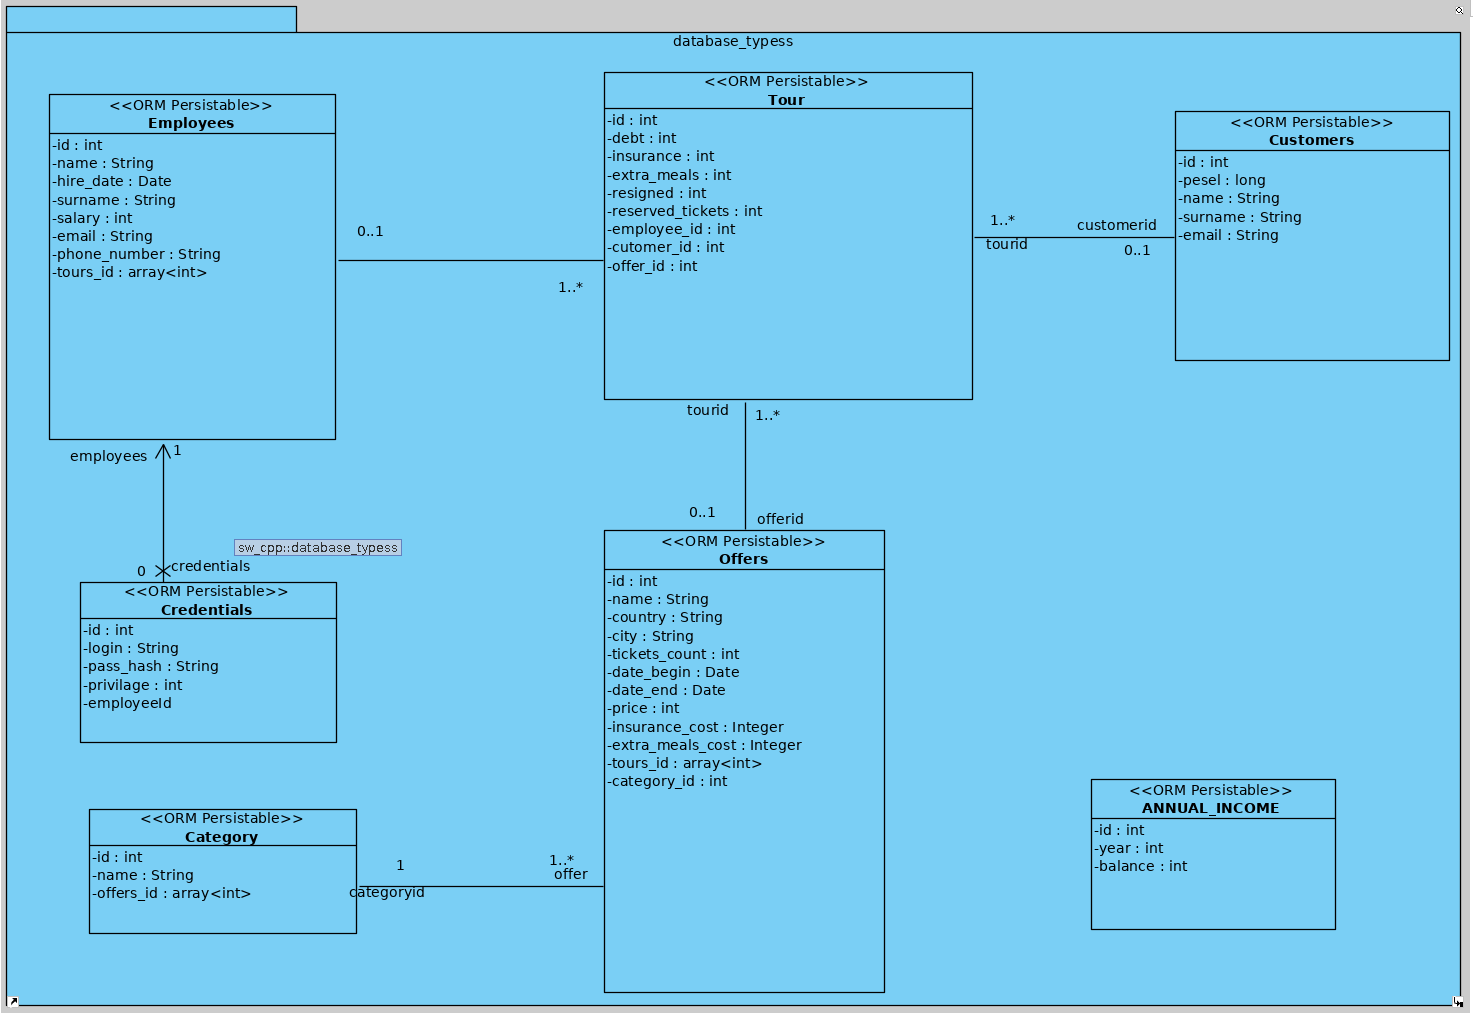 database_typess
<<ORM Persistable>>
Employees
-id : int
-name : String
-hire_date : Date
-surname : String
-salary : int
-email : String
-phone_number : String
-tours_id : array<int>
0..1
1..*
<<ORM Persistable>>
Tour
-id : int
-debt : int
-insurance : int
-extra_meals : int
-resigned : int
-reserved_tickets : int
-employee_id : int
-cutomer_id : int
-offer_id : int
1..*
tourid
customerid
0..1
<<ORM Persistable>>
Customers
-id : int
-pesel : long
-name : String
-surname : String
-email : String
employees
1
0
credentials
sw_cpp::database_typess
tourid
1..*
0..1
offerid
<<ORM Persistable>>
Credentials
-id : int
-login : String
-pass_hash : String
-privilage : int
-employeeId
<<ORM Persistable>>
Offers
-id : int
-name : String
-country : String
-city : String
-tickets_count : int
-date_begin : Date
-date_end : Date
-price : int
-insurance_cost : Integer
-extra_meals_cost : Integer
-tours_id : array<int>
-category_id : int
<<ORM Persistable>>
Category
-id : int
-name : String
-offers_id : array<int>
1
categoryid
1..*
offer
<<ORM Persistable>>
ANNUAL_INCOME
-id : int
-year : int
-balance : int